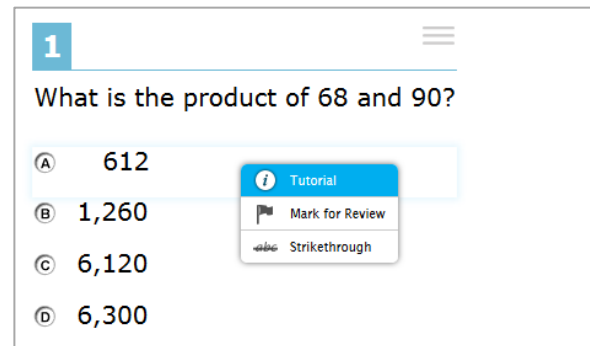 1
What is the product of 68 and 90?
A 612
B 1,260
C 6,120
D 6,300
i Tutorial
Mark for Review
abc Strikethrough